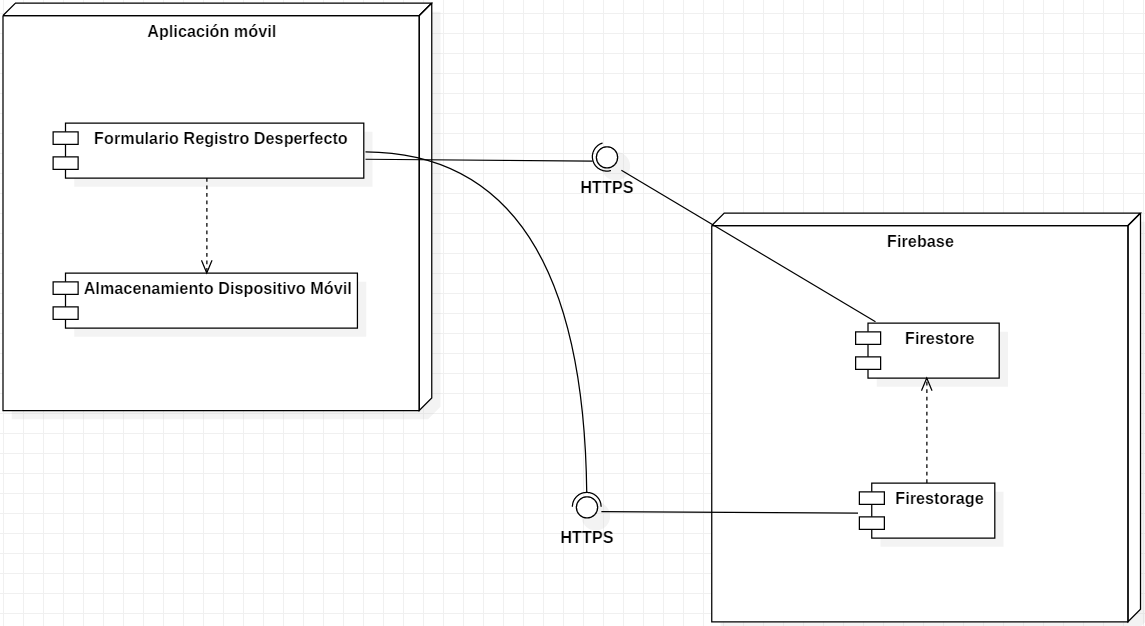 Aplicación móvil
Formulario Registro Desperfecto
Almacenamiento Dispositivo Móvil
HTTPS
HTTPS
Firebase
Firestore
Firestorage